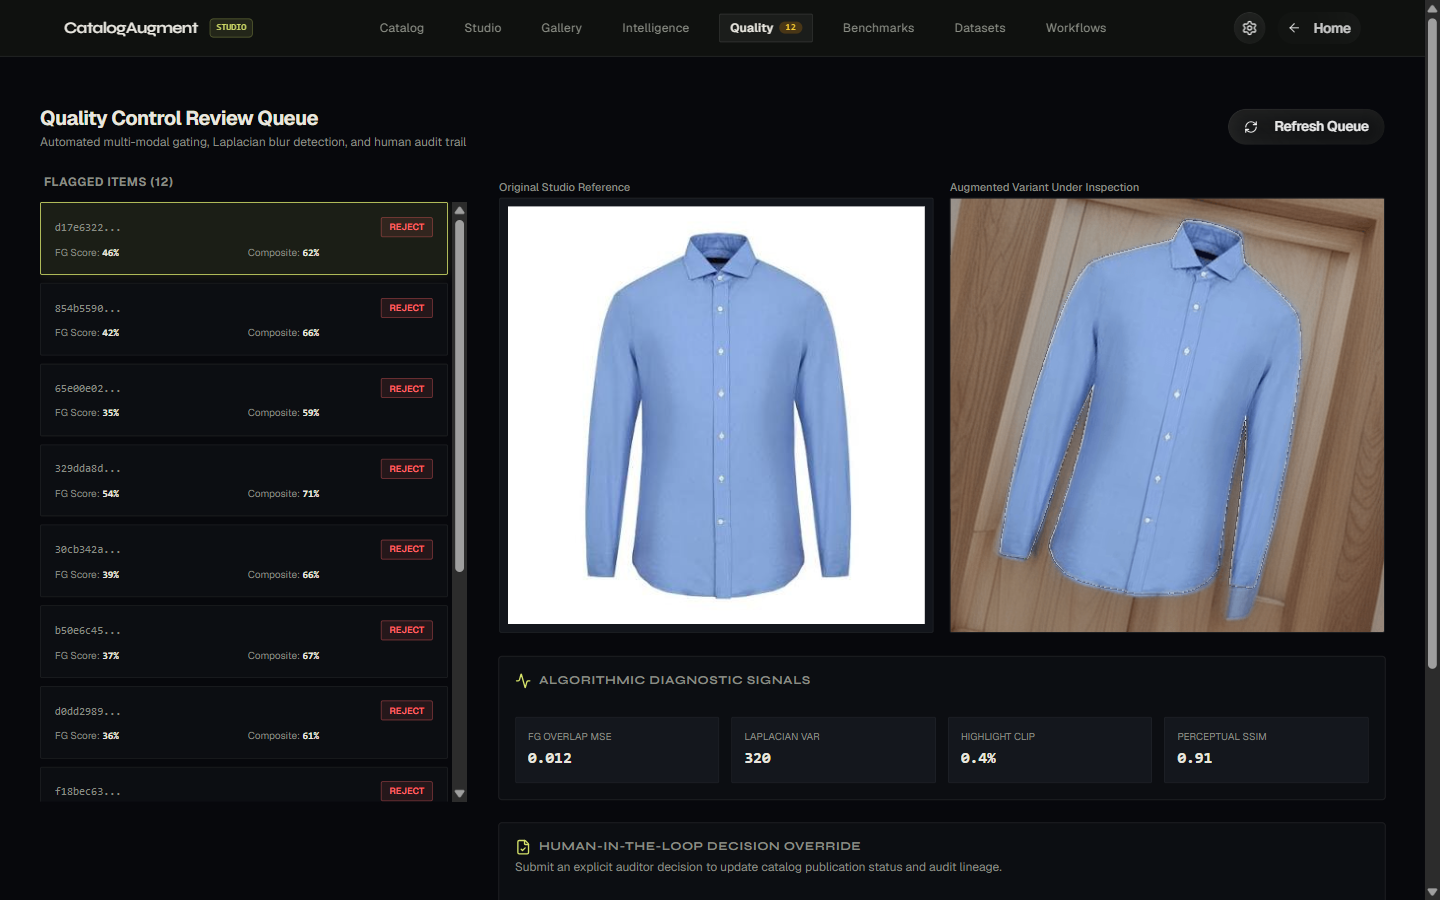 CatalogAugment STUDIO Catalog Studio Gallery Intelligence Quality 12 Benchmarks Datasets Workflows Home
Quality Control Review Queue
Automated multi-modal gating, Laplacian blur detection, and human audit trail
Refresh Queue
FLAGGED ITEMS (12)
d17e6322... REJECT
FG Score: 46% Composite: 62%
854b5590... REJECT
FG Score: 42% Composite: 66%
65e00e02... REJECT
FG Score: 35% Composite: 59%
329dda8d... REJECT
FG Score: 54% Composite: 71%
30cb342a... REJECT
FG Score: 39% Composite: 66%
b50e6c45... REJECT
FG Score: 37% Composite: 67%
d0dd2989... REJECT
FG Score: 36% Composite: 61%
f18bec63... REJECT
Original Studio Reference
Augmented Variant Under Inspection
ALGORITHMIC DIAGNOSTIC SIGNALS
FG OVERLAP MSE
0.012
LAPLACIAN VAR
320
HIGHLIGHT CLIP
0.4%
PERCEPTUAL SSIM
0.91
HUMAN-IN-THE-LOOP DECISION OVERRIDE
Submit an explicit auditor decision to update catalog publication status and audit lineage.